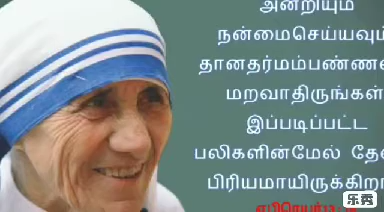 அன்றியும்
நன்மைசெய்யவும்
தானதர்மம்பண்ண
மறவாதிருங்கள்
இப்படிப்பட்ட
பலிகளின்மேல்
பிரியமாயிருக்கிறா
乐秀